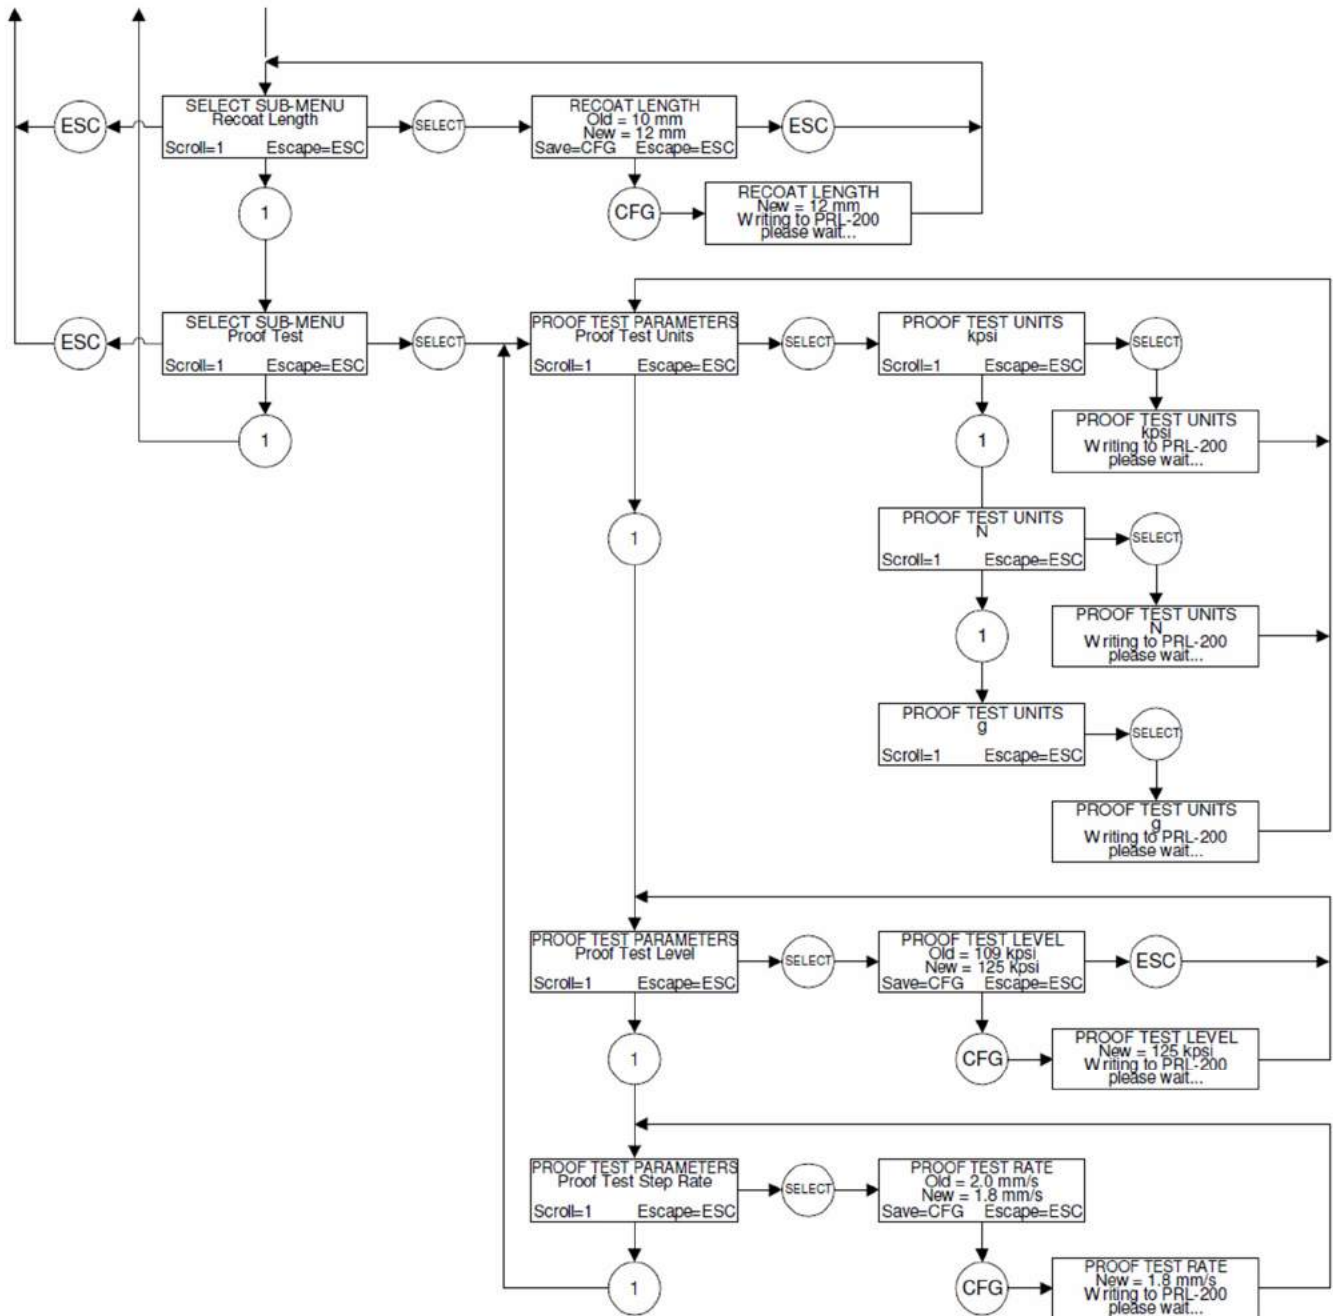 SELECT SUB-MENU
Recoat Length
Scroll=1 Escape=ESC
ESC
SELECT
RECOAT LENGTH
Old = 10 mm
New = 12 mm
Save=CFG Escape=ESC
ESC
1
CFG
RECOAT LENGTH
New = 12 mm
Writing to PRL-200
please wait...
SELECT SUB-MENU
Proof Test
Scroll=1 Escape=ESC
ESC
SELECT
1
PROOF TEST PARAMETERS
Proof Test Units
Scroll=1 Escape=ESC
SELECT
PROOF TEST UNITS
kpsi
Scroll=1 Escape=ESC
SELECT
1
PROOF TEST UNITS
kpsi
Writing to PRL-200
please wait...
1
PROOF TEST UNITS
N
Scroll=1 Escape=ESC
SELECT
1
PROOF TEST UNITS
N
Writing to PRL-200
please wait...
PROOF TEST UNITS
g
Scroll=1 Escape=ESC
SELECT
PROOF TEST UNITS
g
Writing to PRL-200
please wait...
PROOF TEST PARAMETERS
Proof Test Level
Scroll=1 Escape=ESC
SELECT
PROOF TEST LEVEL
Old = 109 kpsi
New = 125 kpsi
Save=CFG Escape=ESC
ESC
1
CFG
PROOF TEST LEVEL
New = 125 kpsi
Writing to PRL-200
please wait...
PROOF TEST PARAMETERS
Proof Test Step Rate
Scroll=1 Escape=ESC
SELECT
PROOF TEST RATE
Old = 2.0 mm/s
New = 1.8 mm/s
Save=CFG Escape=ESC
1
CFG
PROOF TEST RATE
New = 1.8 mm/s
Writing to PRL-200
please wait...